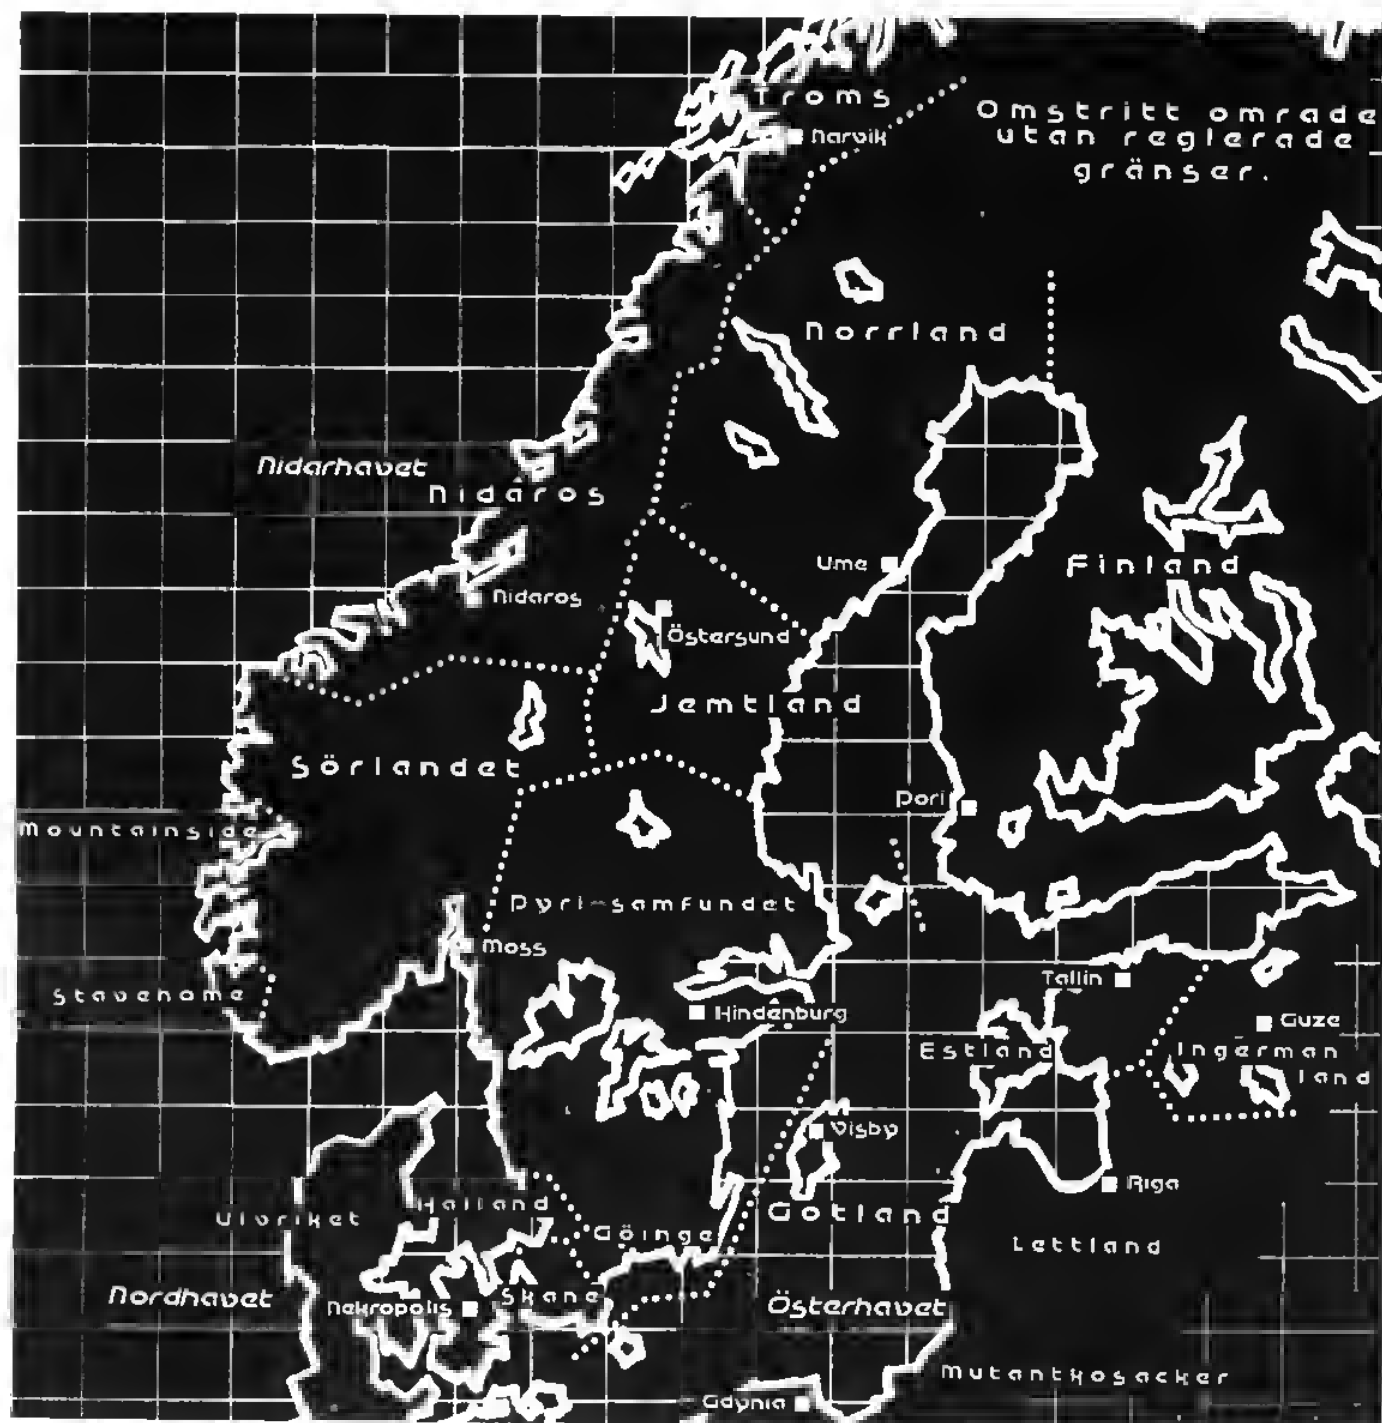 Troms
Omstritt område
utan reglerade
gränser.
Narvik
Norrland
Nidarhavet
Nidaros
Ume
Finland
Nidaros
Östersund
Jemtland
Sörlandet
Pori
Mountainside
Pyri-samfundet
Moss
Tallin
Stavehame
Hindenburg
Guze
Estland
Ingerman
land
Visby
Riga
Halland
Ulvriket
Gotland
Göinge
Lettland
Nordhavet
Nekropolis
Skåne
Österhavet
Mutantkosacker
Gdynia